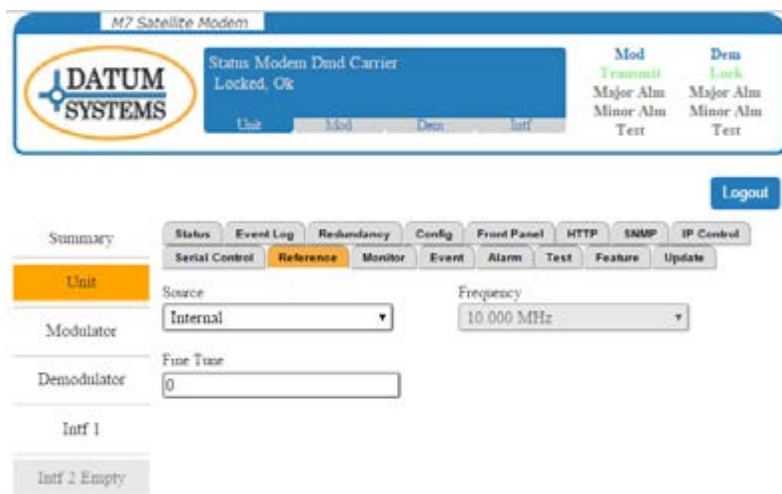 M7 Satellite Modem
DATUM
SYSTEMS
Status Modem Dmd Carrier
Locked, Ok
Unit Mod Dem Intf
Mod Dem
Transmit Lock
Major Alm Major Alm
Minor Alm Minor Alm
Test Test
Logout
Summary
Unit
Modulator
Demodulator
Intf 1
Intf 2 Empty
Status Event Log Redundancy Config Front Panel HTTP SNMP IP Control
Serial Control Reference Monitor Event Alarm Test Feature Update
Source Frequency
Internal 10.000 MHz
Fine Tune
0